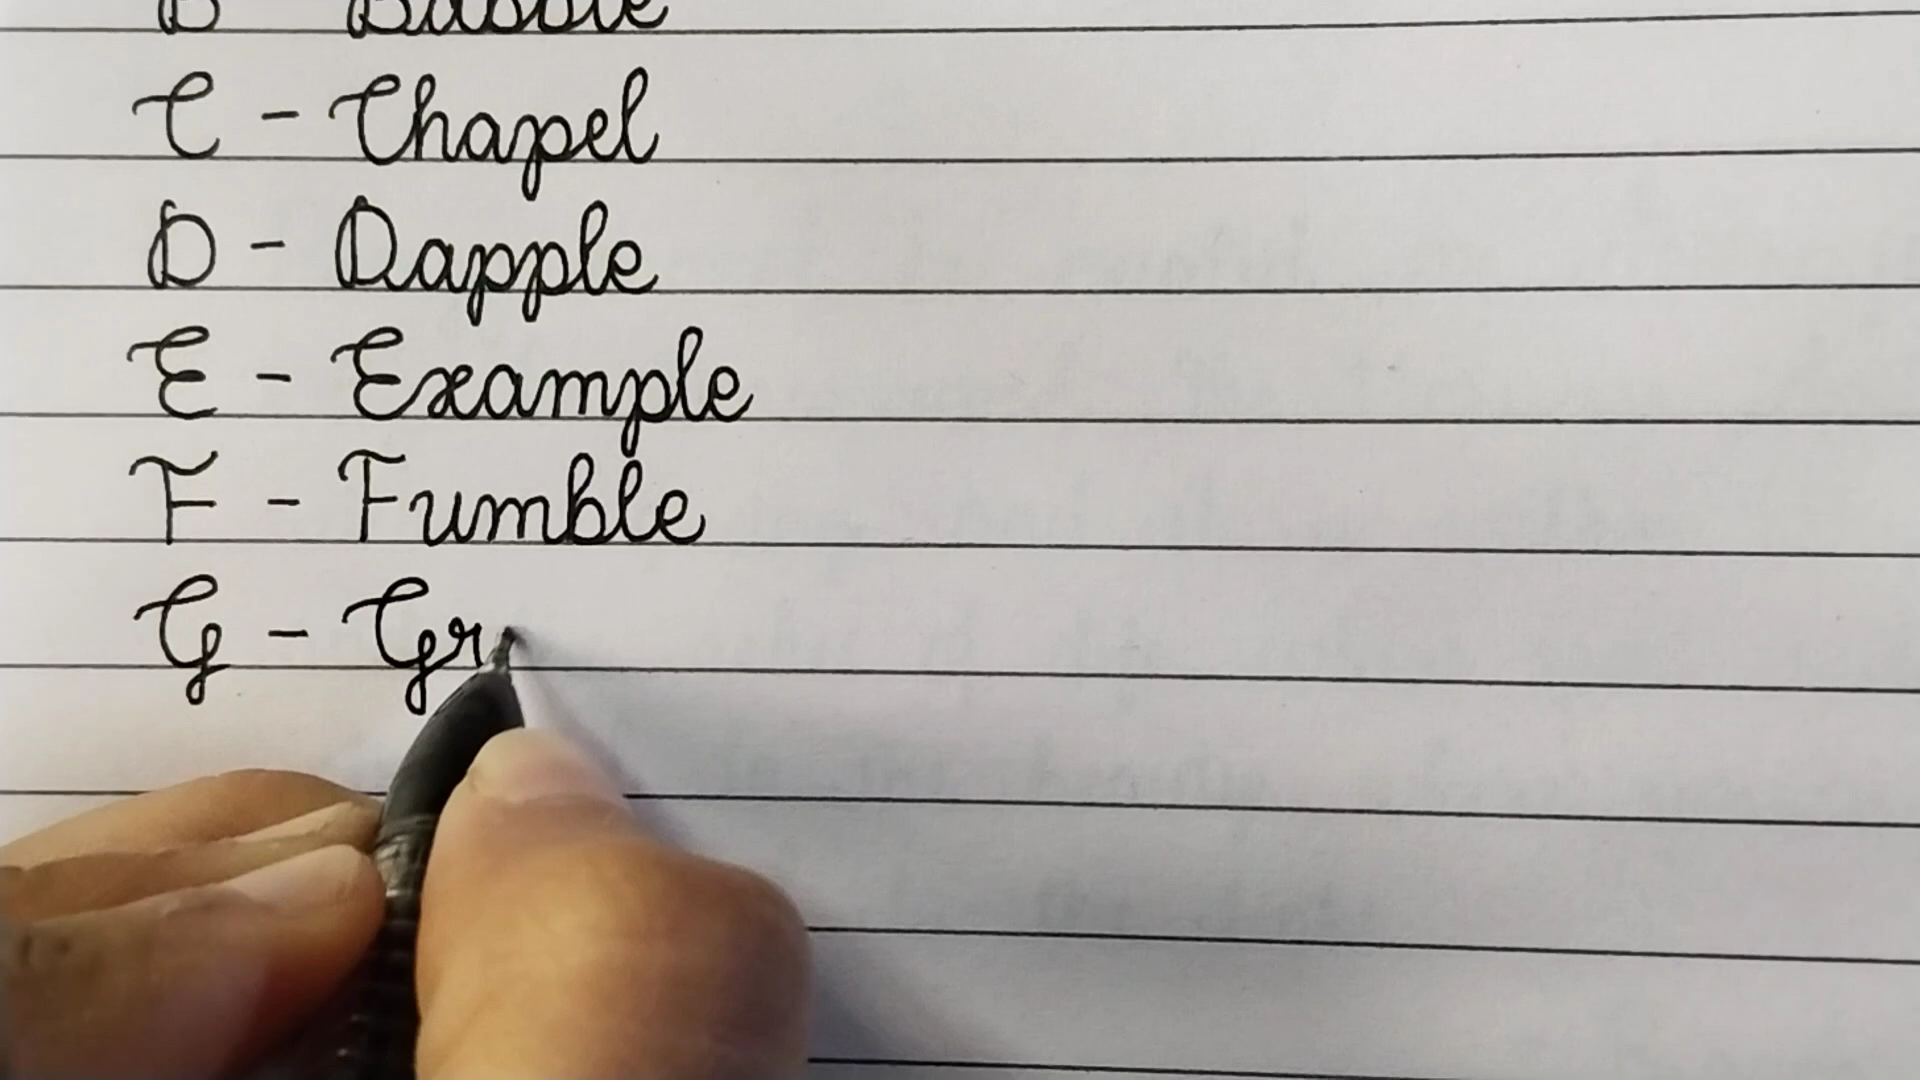 C - Chapel
D - Dapple
E - Example
F - Fumble
G - Gr